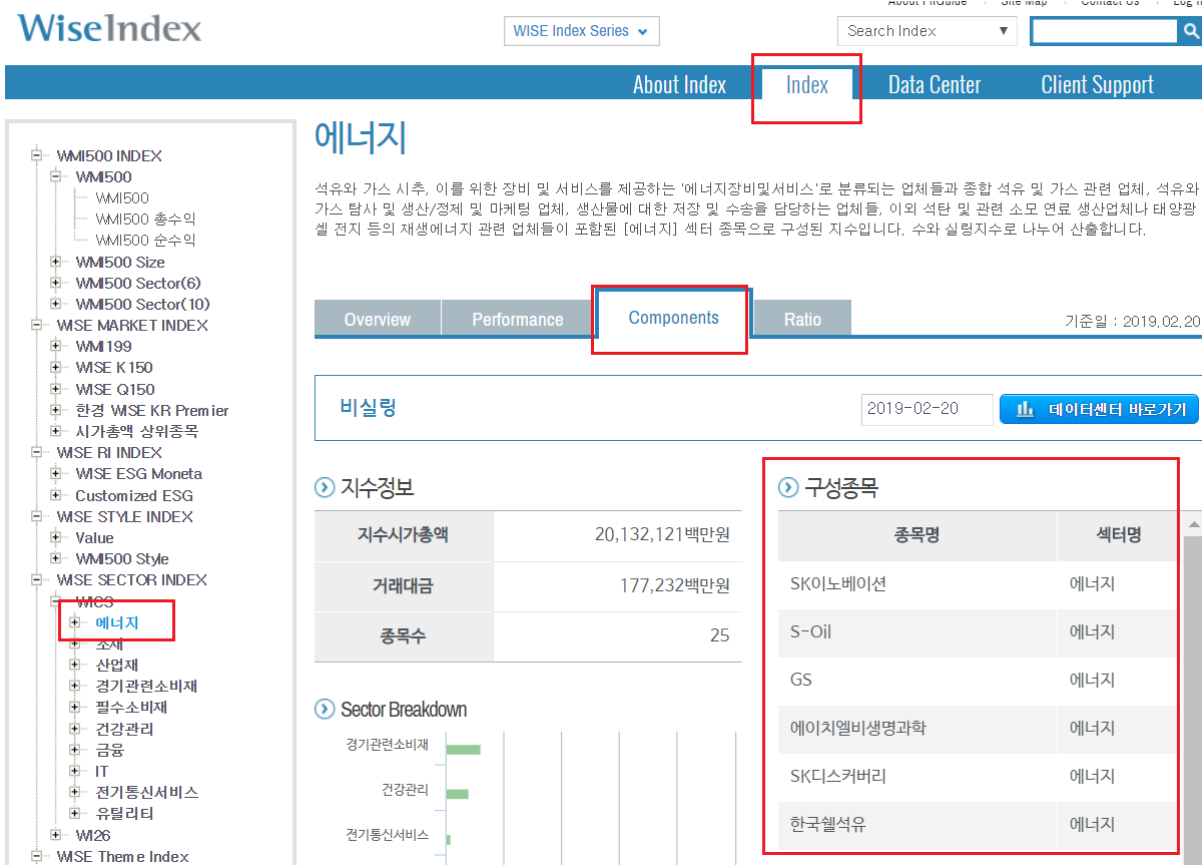 About FnGuide Site Map Contact Us Log
WiseIndex
WISE Index Series
Search Index
About Index
Index
Data Center
Client Support
WMI500 INDEX
WMI500
WMI500
WMI500 총수익
WMI500 순수익
WMI500 Size
WMI500 Sector(6)
WMI500 Sector(10)
WISE MARKET INDEX
WMI199
WISE K150
WISE Q150
한경 WISE KR Premier
시가총액 상위종목
WISE RI INDEX
WISE ESG Moneta
Customized ESG
WISE STYLE INDEX
Value
WMI500 Style
WISE SECTOR INDEX
WICS
에너지
소재
산업재
경기관련소비재
필수소비재
건강관리
금융
IT
전기통신서비스
유틸리티
WI26
WISE Theme Index
에너지
석유와 가스 시추, 이를 위한 장비 및 서비스를 제공하는 '에너지장비및서비스'로 분류되는 업체들과 종합 석유 및 가스 관련 업체, 석유와
가스 탐사 및 생산/정제 및 마케팅 업체, 생산물에 대한 저장 및 수송을 담당하는 업체들, 이외 석탄 및 관련 소모 연료 생산업체나 태양광
셀 전지 등의 재생에너지 관련 업체들이 포함된 [에너지] 섹터 종목으로 구성된 지수입니다. 수와 실링지수로 나누어 산출합니다.
Overview
Performance
Components
Ratio
기준일 : 2019.02.20
비실링
2019-02-20
데이터센터 바로가기
지수정보
지수시가총액 20,132,121백만원
거래대금 177,232백만원
종목수 25
Sector Breakdown
경기관련소비재
건강관리
전기통신서비스
구성종목
종목명 섹터명
SK이노베이션 에너지
S-Oil 에너지
GS 에너지
에이치엘비생명과학 에너지
SK디스커버리 에너지
한국쉘석유 에너지